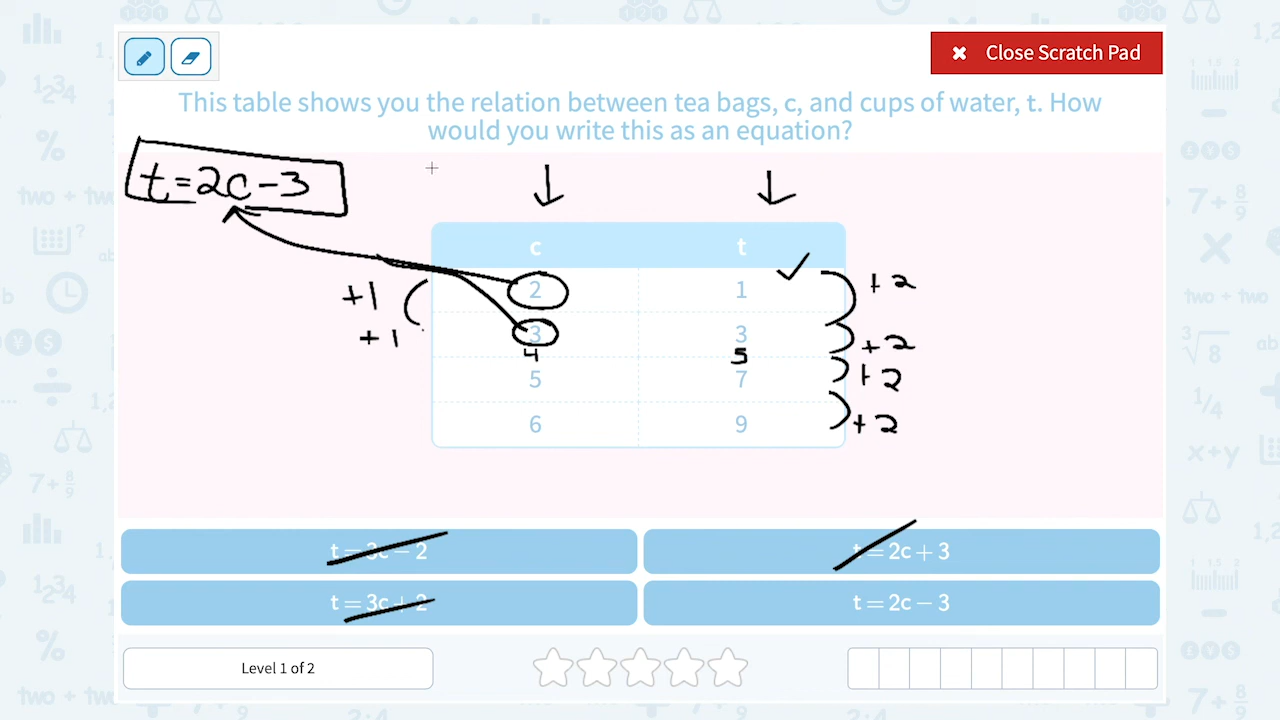 Close Scratch Pad
This table shows you the relation between tea bags, c, and cups of water, t. How
would you write this as an equation?
t=2c-3
c t
2 1
+2
+1
3 3
+1
+2
4 5
5 7
+2
6 9
+2
t = 3c − 2
t = 2c + 3
t = 3c + 2
t = 2c − 3
Level 1 of 2